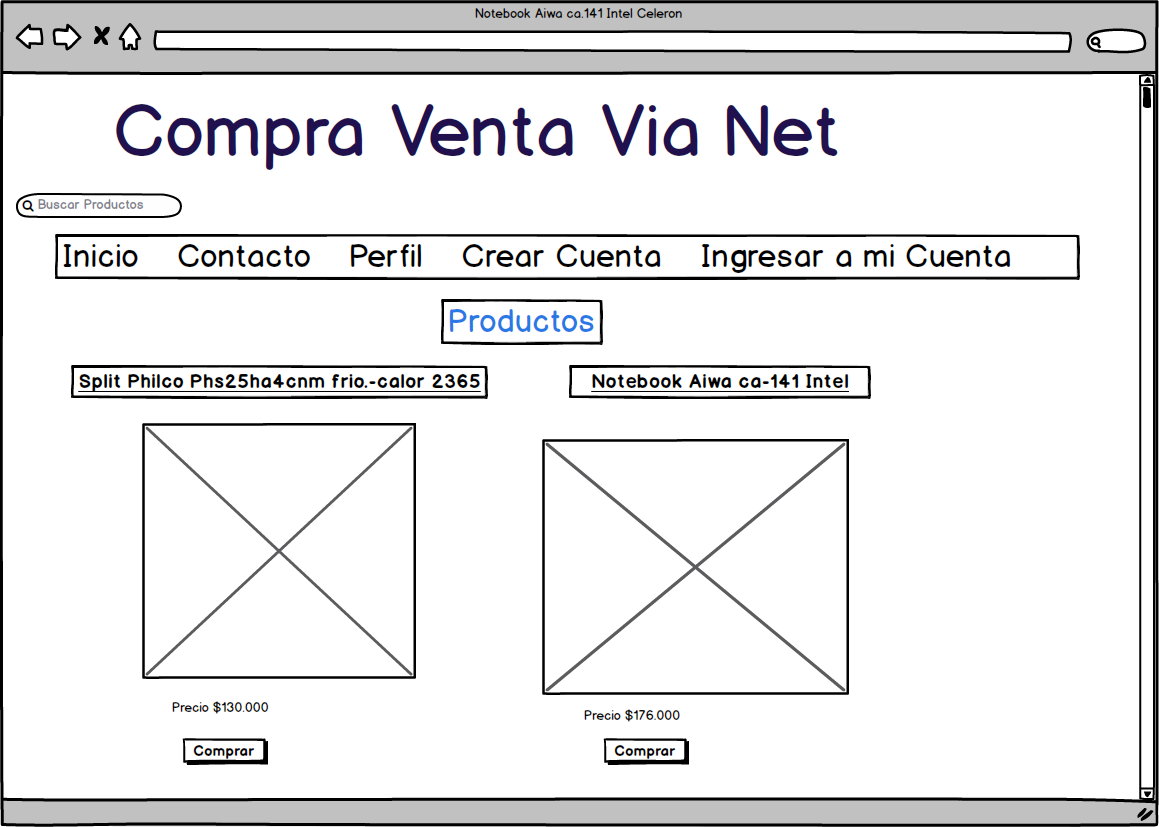 Notebook Aiwa ca.141 Intel Celeron
Compra Venta Via Net
Buscar Productos
Inicio Contacto Perfil Crear Cuenta Ingresar a mi Cuenta
Productos
Split Philco Phs25ha4cnm frio.-calor 2365
Notebook Aiwa ca-141 Intel
Precio $130.000
Precio $176.000
Comprar
Comprar